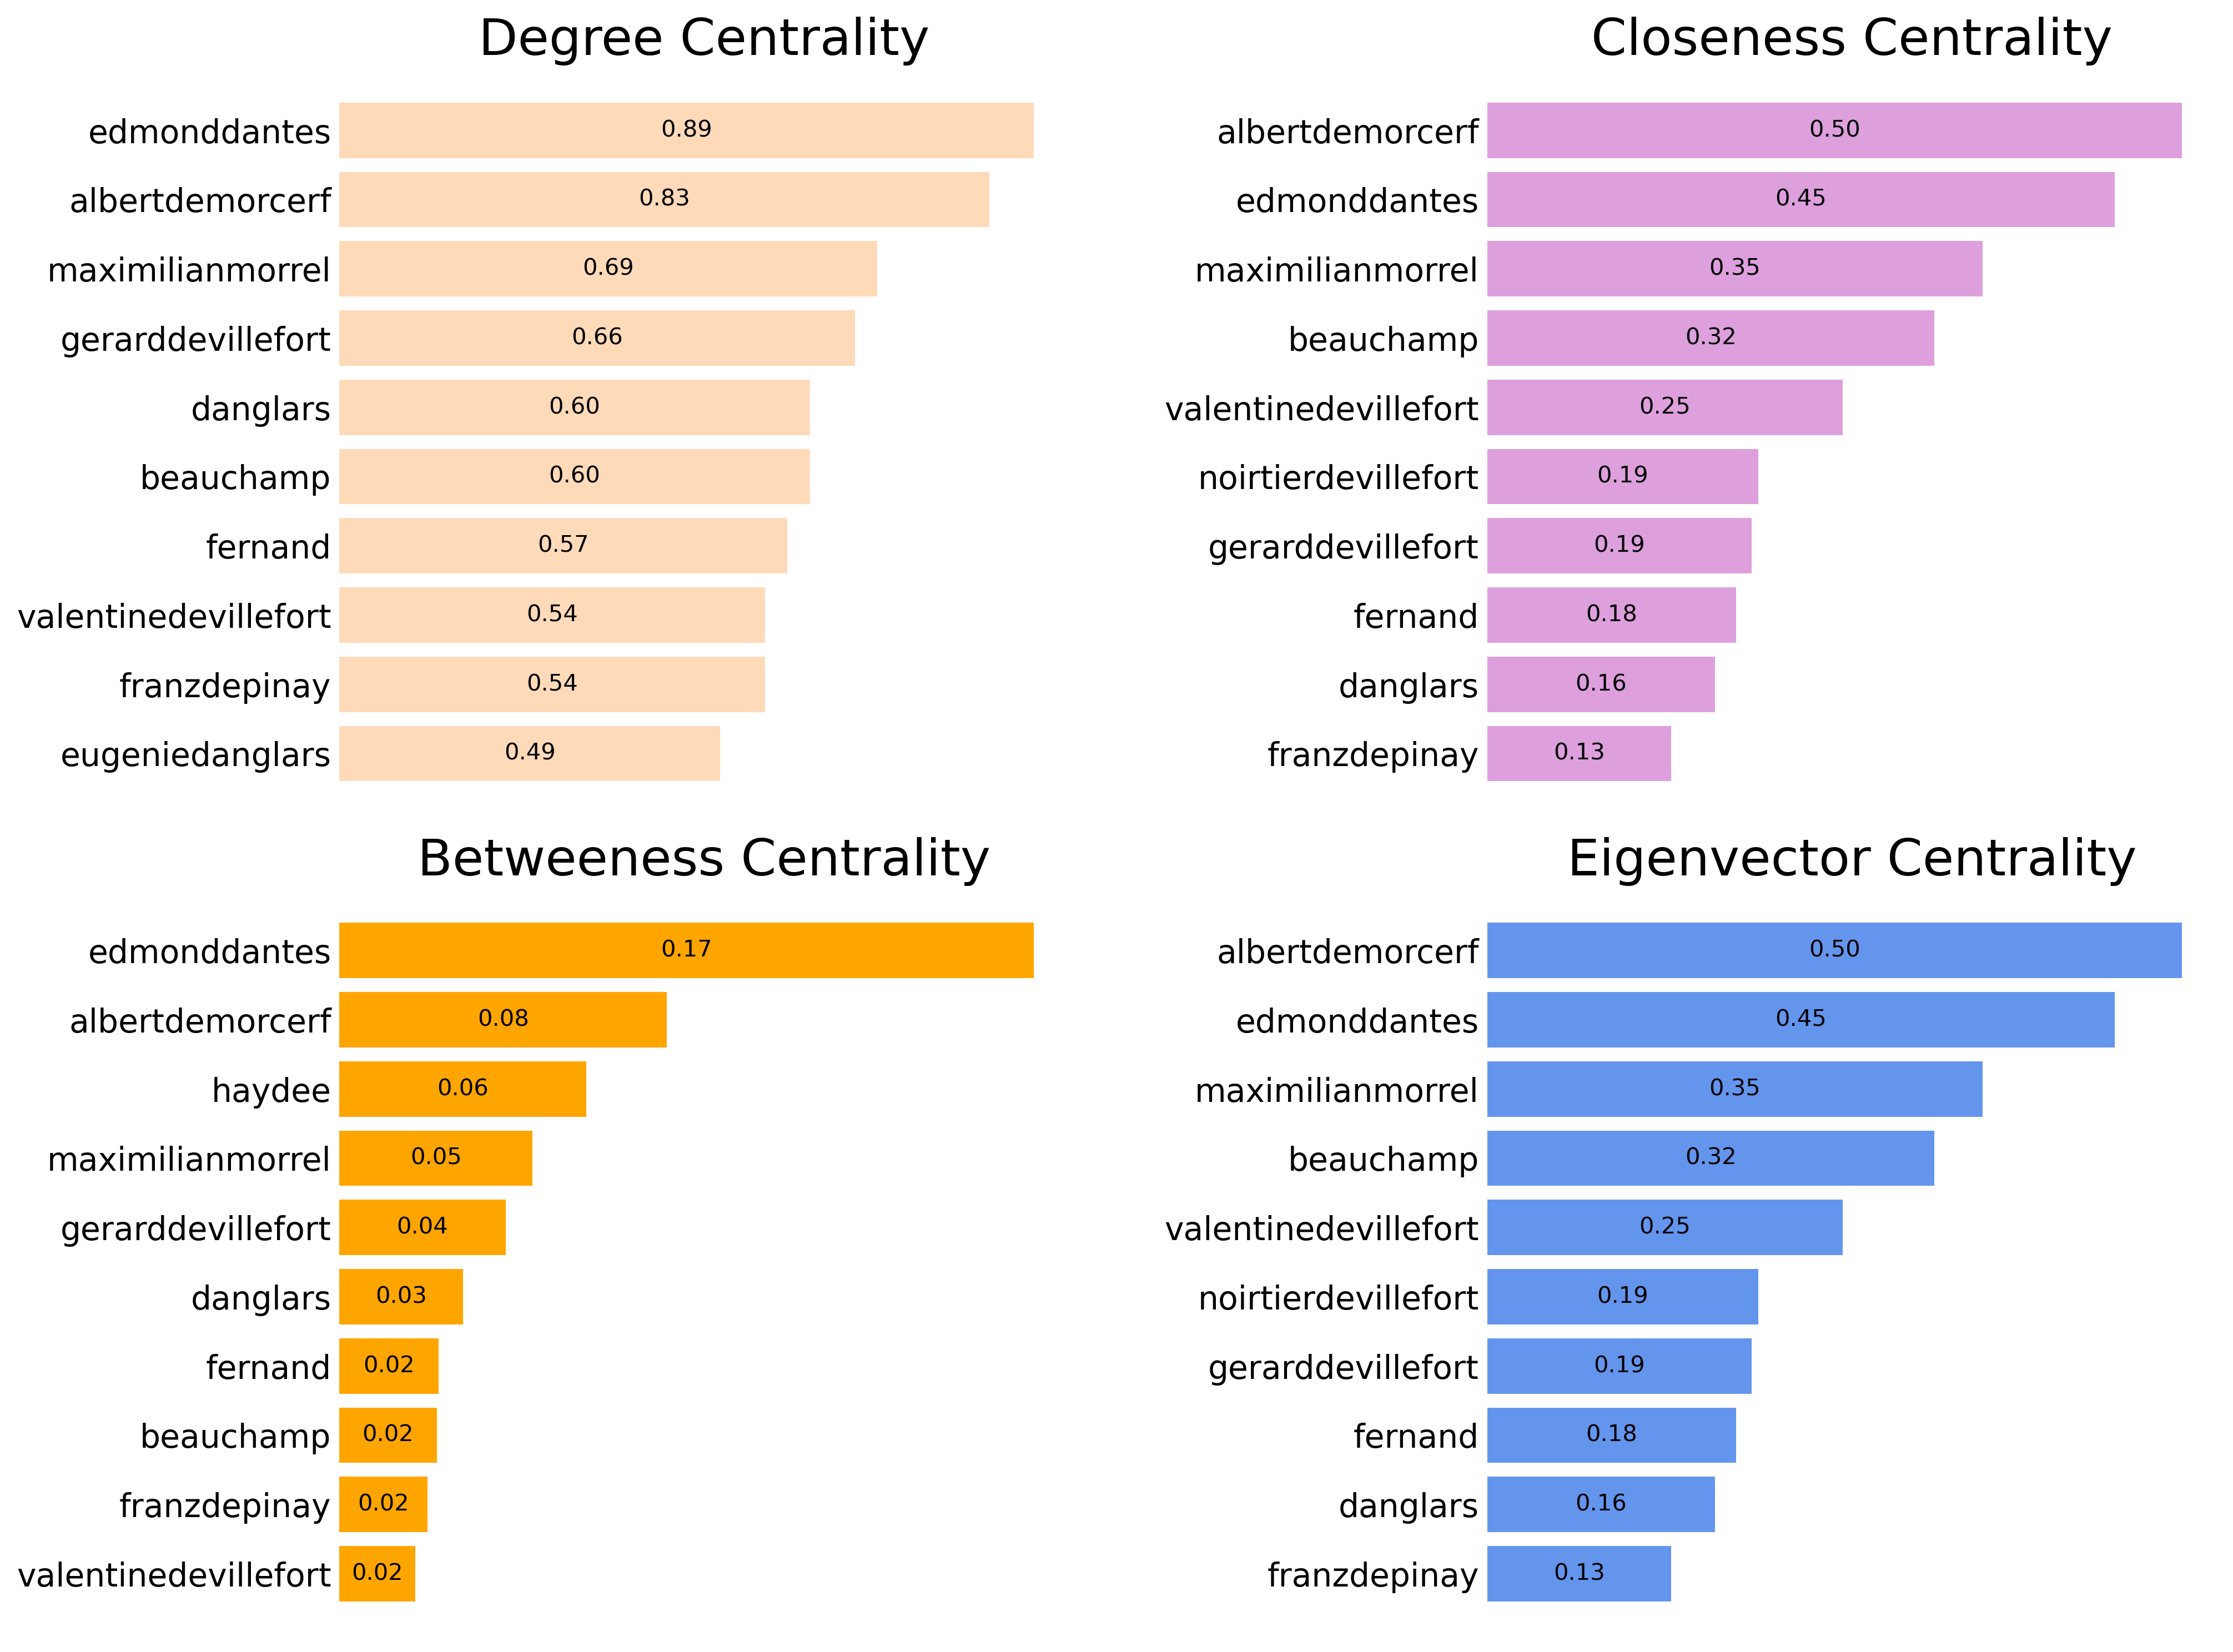 Degree Centrality
edmonddantes 0.89
albertdemorcerf 0.83
maximilianmorrel 0.69
gerarddevillefort 0.66
danglars 0.60
beauchamp 0.60
fernand 0.57
valentinedevillefort 0.54
franzdepinay 0.54
eugeniedanglars 0.49
Closeness Centrality
albertdemorcerf 0.50
edmonddantes 0.45
maximilianmorrel 0.35
beauchamp 0.32
valentinedevillefort 0.25
noirtierdevillefort 0.19
gerarddevillefort 0.19
fernand 0.18
danglars 0.16
franzdepinay 0.13
Betweeness Centrality
edmonddantes 0.17
albertdemorcerf 0.08
haydee 0.06
maximilianmorrel 0.05
gerarddevillefort 0.04
danglars 0.03
fernand 0.02
beauchamp 0.02
franzdepinay 0.02
valentinedevillefort 0.02
Eigenvector Centrality
albertdemorcerf 0.50
edmonddantes 0.45
maximilianmorrel 0.35
beauchamp 0.32
valentinedevillefort 0.25
noirtierdevillefort 0.19
gerarddevillefort 0.19
fernand 0.18
danglars 0.16
franzdepinay 0.13